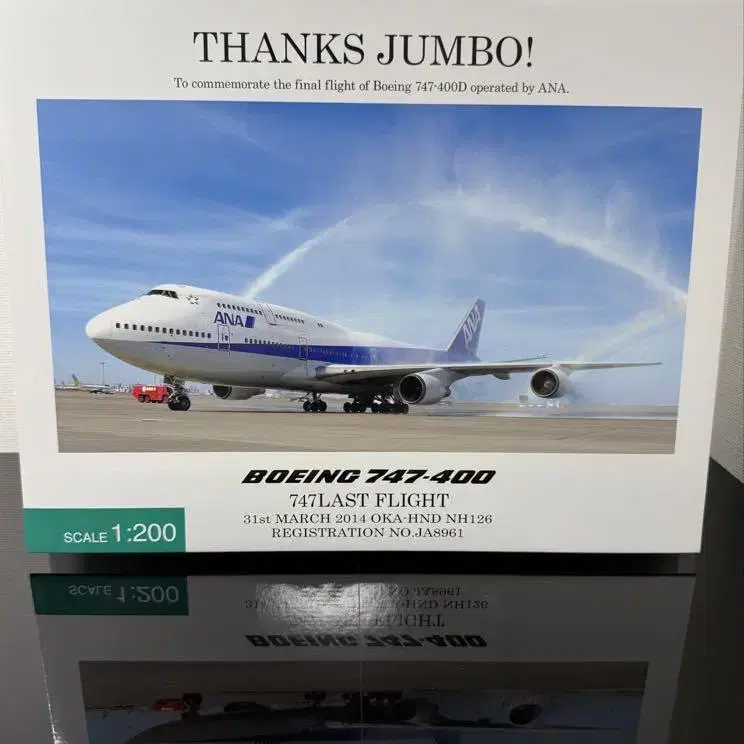 THANKS JUMBO!
To commemorate the final flight of Boeing 747-400D operated by ANA.
ANA
ANA
BOEING 747-400
747LAST FLIGHT
31st MARCH 2014 OKA-HND NH126
REGISTRATION NO.JA8961
SCALE 1:200